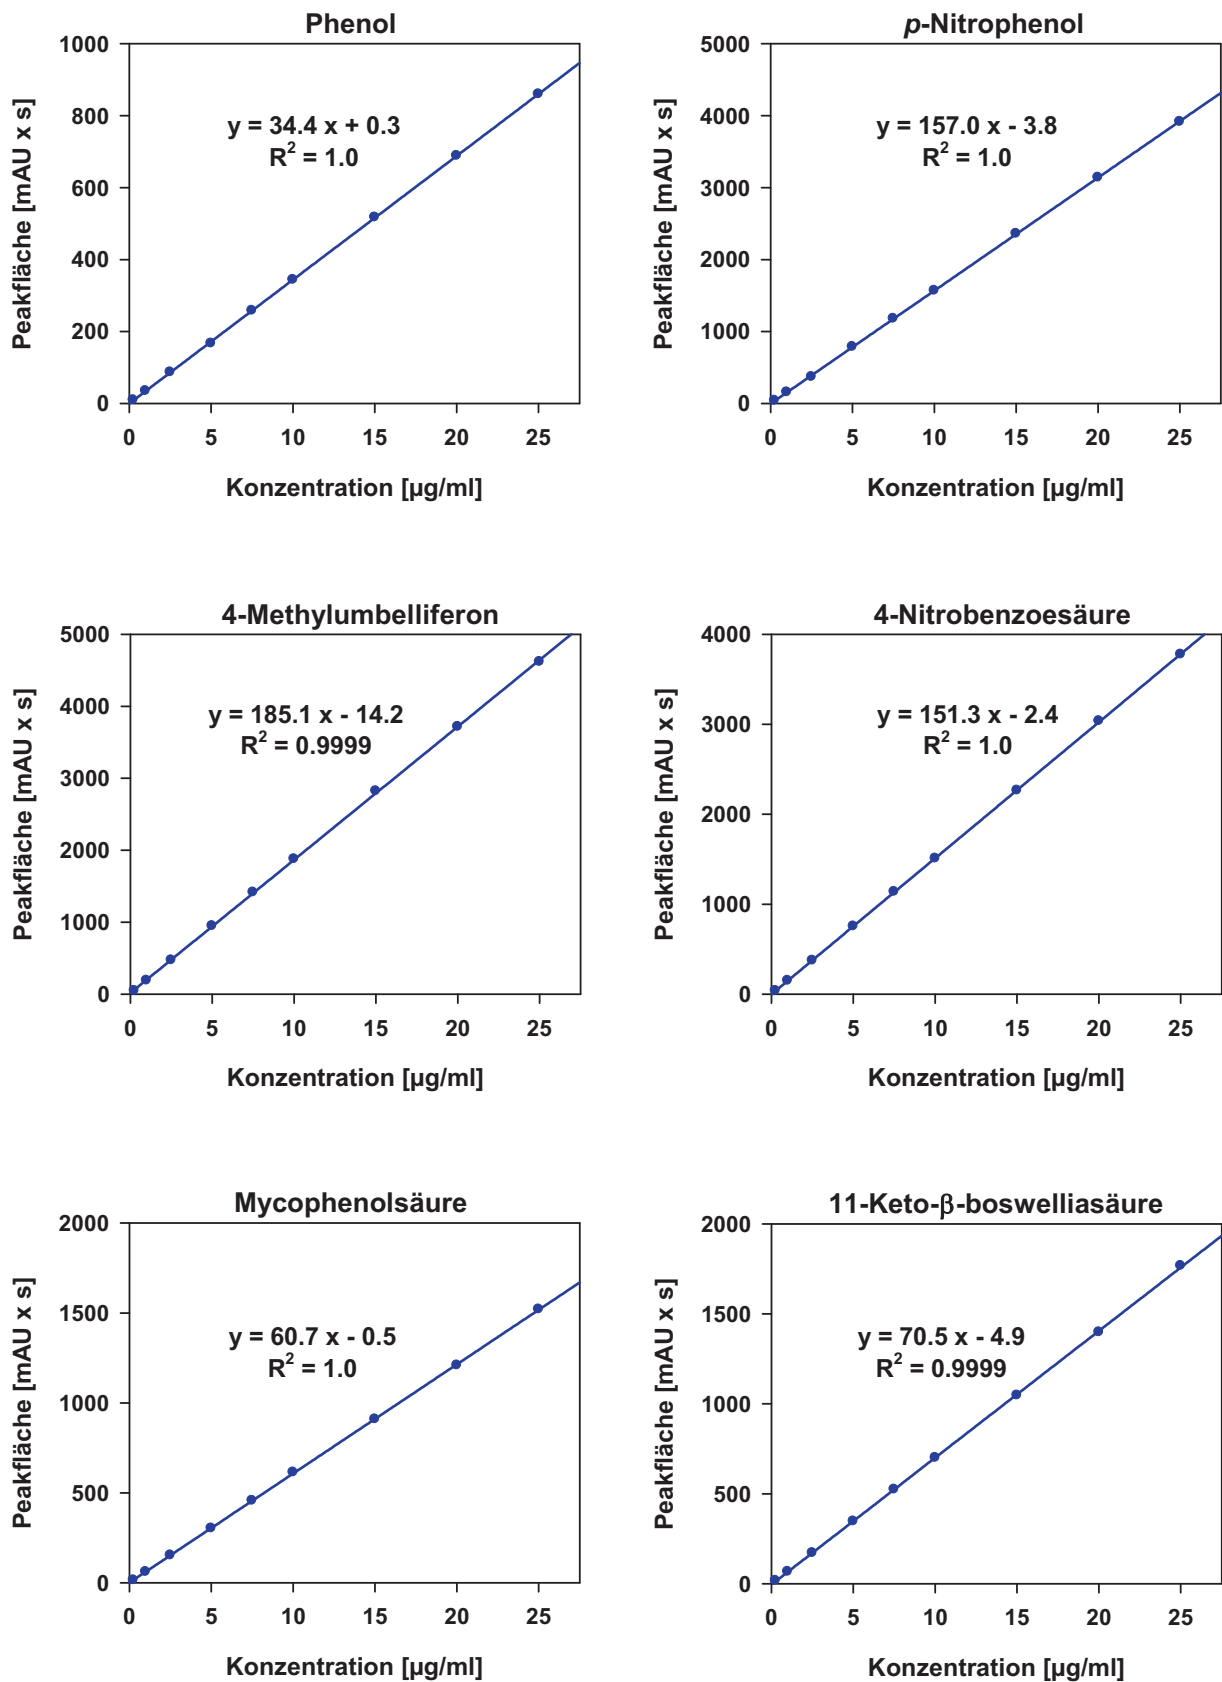 Phenol
1000
800
600
400
200
0
y = 34.4 x + 0.3
R² = 1.0
Peakfläche [mAU x s]
0 5 10 15 20 25
Konzentration [µg/ml]
p-Nitrophenol
5000
4000
3000
2000
1000
0
y = 157.0 x - 3.8
R² = 1.0
Peakfläche [mAU x s]
0 5 10 15 20 25
Konzentration [µg/ml]
4-Methylumbelliferon
5000
4000
3000
2000
1000
0
y = 185.1 x - 14.2
R² = 0.9999
Peakfläche [mAU x s]
0 5 10 15 20 25
Konzentration [µg/ml]
4-Nitrobenzoesäure
4000
3000
2000
1000
0
y = 151.3 x - 2.4
R² = 1.0
Peakfläche [mAU x s]
0 5 10 15 20 25
Konzentration [µg/ml]
Mycophenolsäure
2000
1500
1000
500
0
y = 60.7 x - 0.5
R² = 1.0
Peakfläche [mAU x s]
0 5 10 15 20 25
Konzentration [µg/ml]
11-Keto-β-boswelliasäure
2000
1500
1000
500
0
y = 70.5 x - 4.9
R² = 0.9999
Peakfläche [mAU x s]
0 5 10 15 20 25
Konzentration [µg/ml]